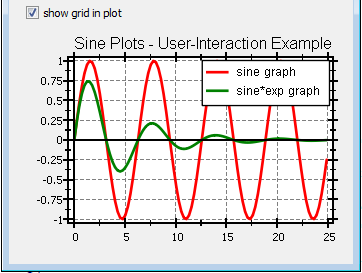 show grid in plot
Sine Plots - User-Interaction Example
sine graph
sine*exp graph
1
0.75
0.5
0.25
0
-0.25
-0.5
-0.75
-1
0 5 10 15 20 25